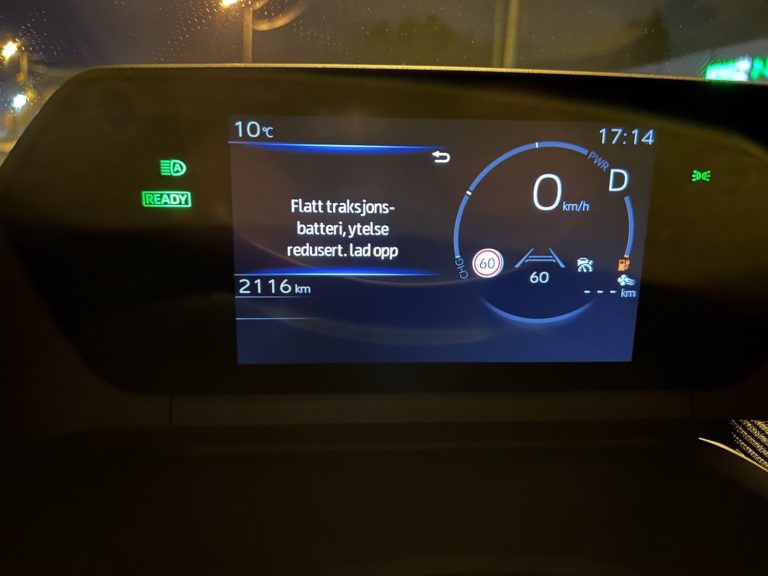 10°C
17:14
PWR
D
READY
0 km/h
Flatt traksjons-
batteri, ytelse
redusert. lad opp
CHG
60
60
2116 km
- - - km